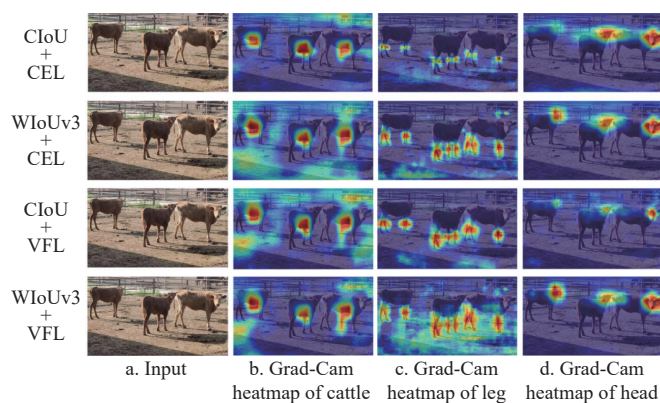 CIoU
+
CEL
WIoUv3
+
CEL
CIoU
+
VFL
WIoUv3
+
VFL
a. Input
b. Grad-Cam
heatmap of cattle
c. Grad-Cam
heatmap of leg
d. Grad-Cam
heatmap of head